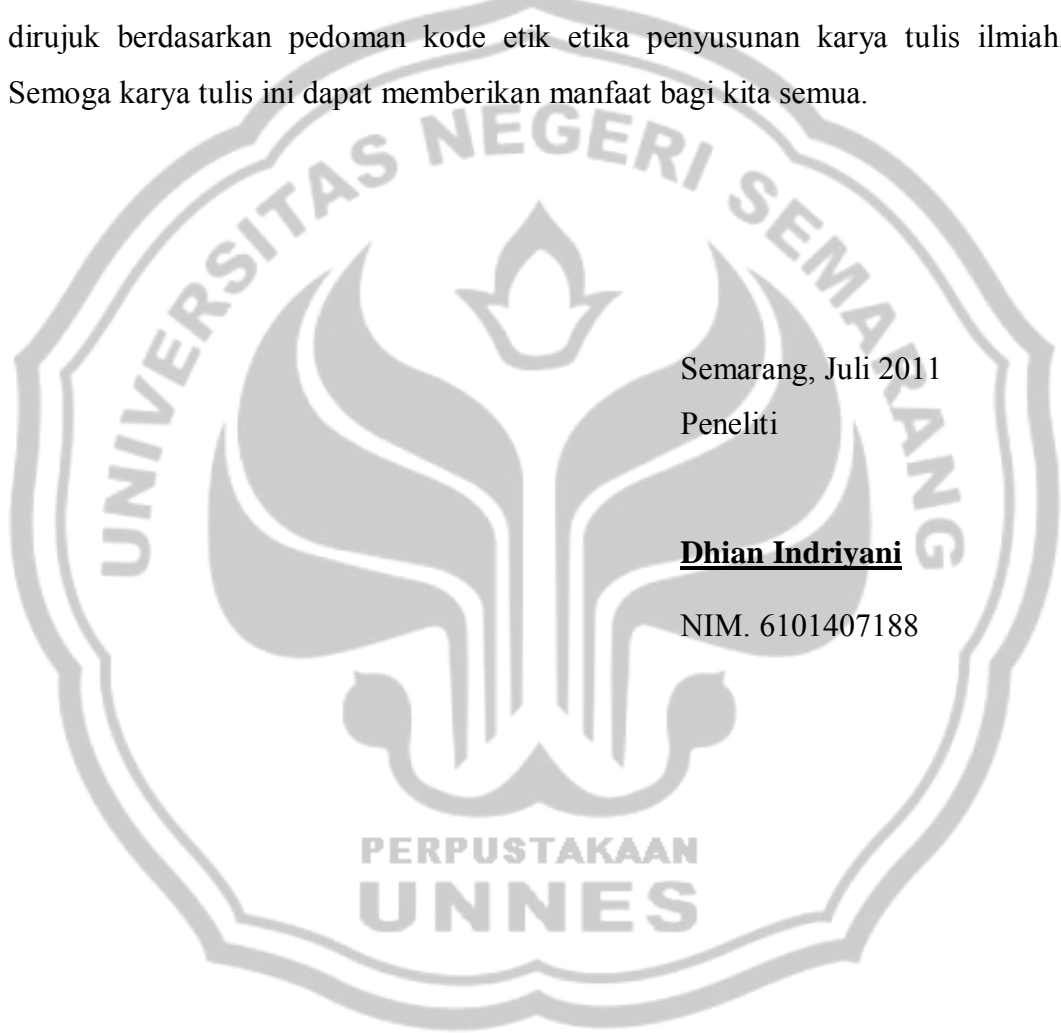 dirujuk berdasarkan pedoman kode etik etika penyusunan karya tulis ilmiah.
Semoga karya tulis ini dapat memberikan manfaat bagi kita semua.
UNIVERSITAS NEGERI SEMARANG
Semarang, Juli 2011
Peneliti
Dhian Indriyani
NIM. 6101407188
PERPUSTAKAAN
UNNES